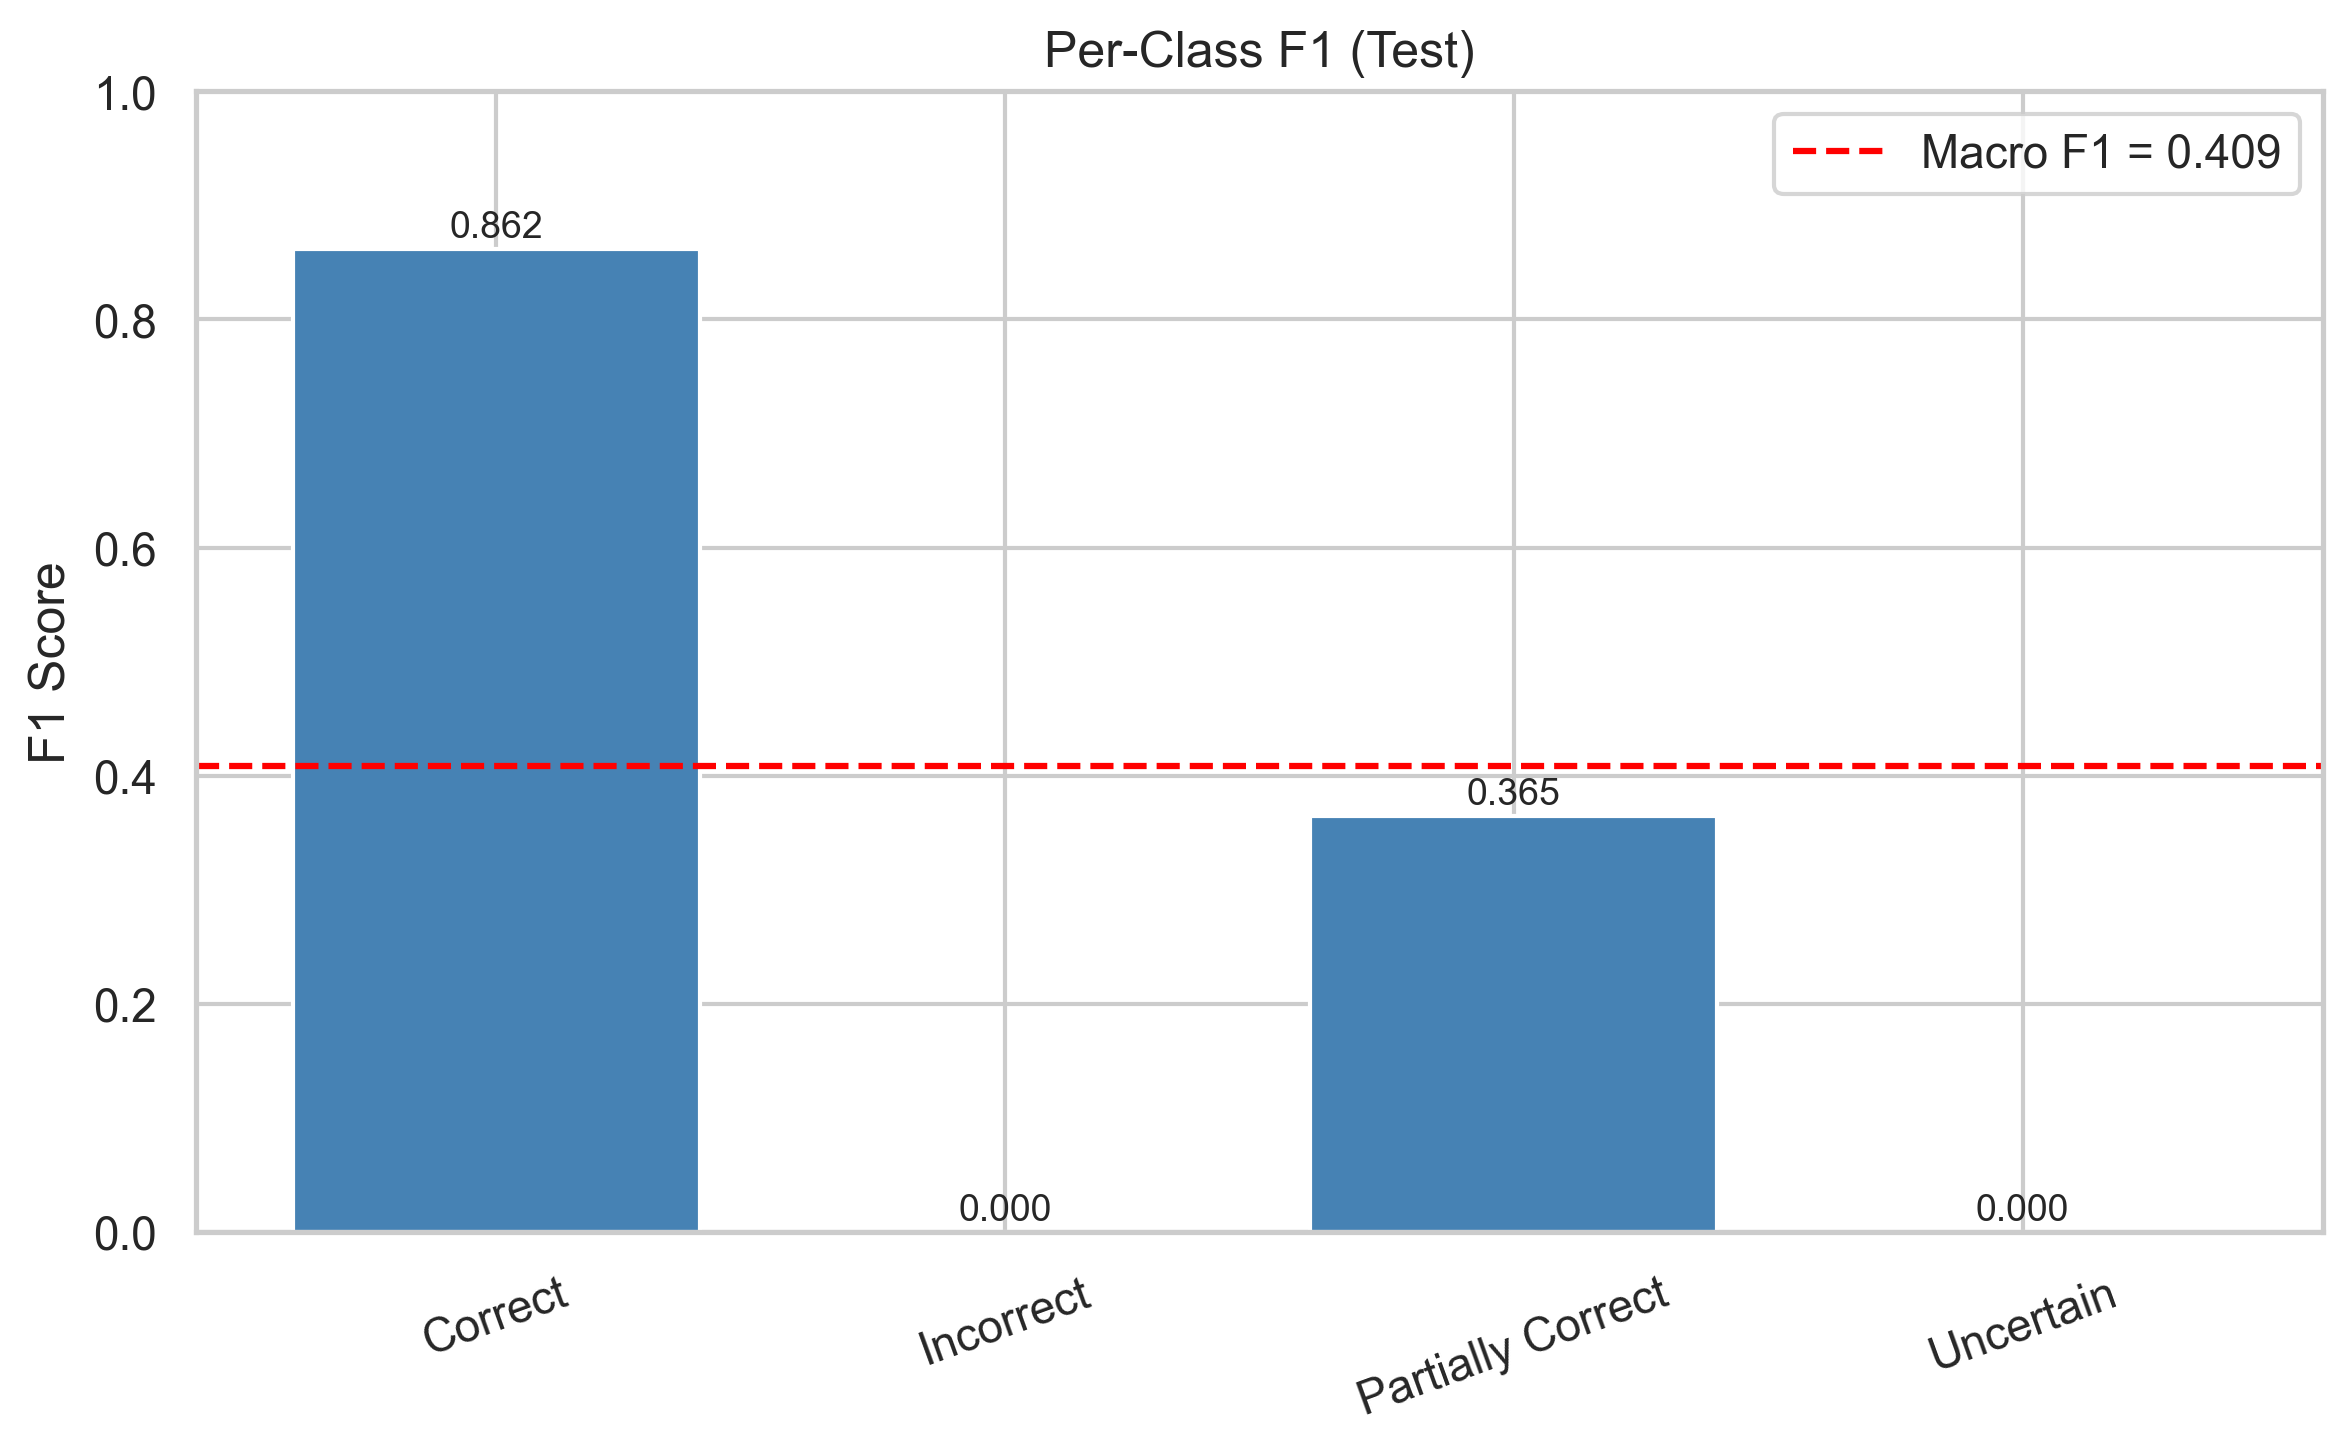 Per-Class F1 (Test)
1.0
Macro F1 = 0.409
0.862
0.8
0.6
F1 Score
0.4
0.365
0.2
0.000
0.000
0.0
Correct
Incorrect
Partially Correct
Uncertain